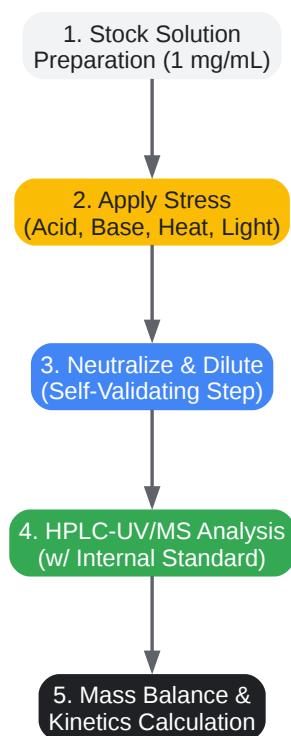 1. Stock Solution
Preparation (1 mg/mL)
2. Apply Stress
(Acid, Base, Heat, Light)
3. Neutralize & Dilute
(Self-Validating Step)
4. HPLC-UV/MS Analysis
(w/ Internal Standard)
5. Mass Balance &
Kinetics Calculation